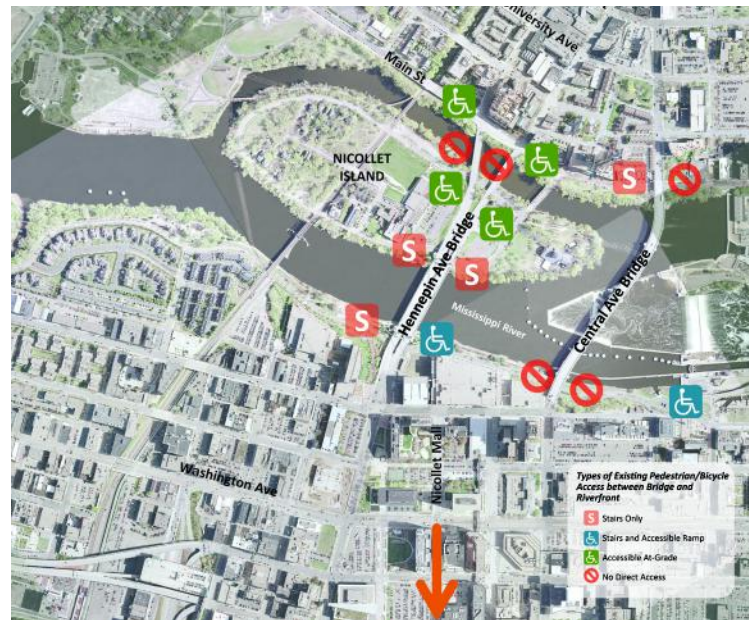 University Ave
Main St
NICOLLET
ISLAND
S
S
S
S
Hennepin Ave Bridge
Central Ave Bridge
Mississippi River
Nicollet Mall
Washington Ave
Types of Existing Pedestrian/Bicycle
Access between Bridge and
Riverfront
S Stairs Only
Stairs and Accessible Ramp
Accessible At-Grade
No Direct Access